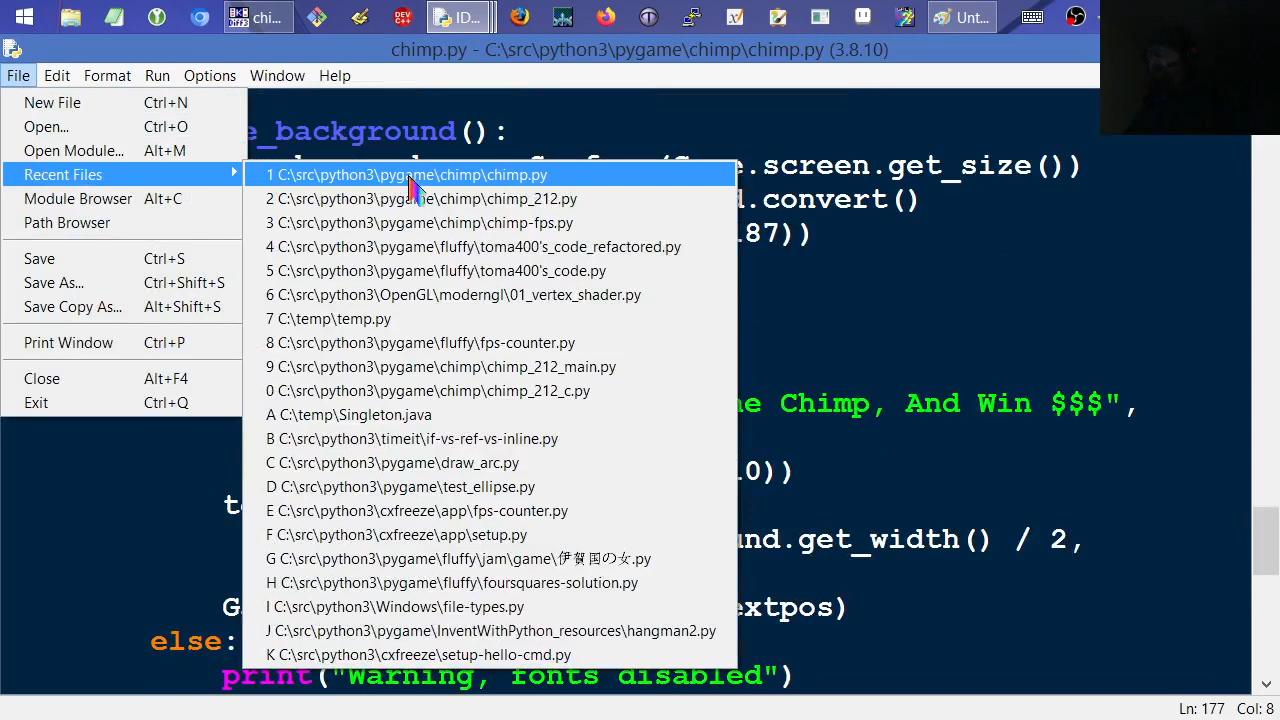 chi...
ID...
Unt...
chimp.py - C:\src\python3\pygame\chimp\chimp.py (3.8.10)
File Edit Format Run Options Window Help
New File Ctrl+N
Open... Ctrl+O
Open Module... Alt+M
Recent Files
Module Browser Alt+C
Path Browser
Save Ctrl+S
Save As... Ctrl+Shift+S
Save Copy As... Alt+Shift+S
Print Window Ctrl+P
Close Alt+F4
Exit Ctrl+Q
1 C:\src\python3\pygame\chimp\chimp.py
2 C:\src\python3\pygame\chimp\chimp_212.py
3 C:\src\python3\pygame\chimp\chimp-fps.py
4 C:\src\python3\pygame\fluffy\toma400's_code_refactored.py
5 C:\src\python3\pygame\fluffy\toma400's_code.py
6 C:\src\python3\OpenGL\moderngl\01_vertex_shader.py
7 C:\temp\temp.py
8 C:\src\python3\pygame\fluffy\fps-counter.py
9 C:\src\python3\pygame\chimp\chimp_212_main.py
0 C:\src\python3\pygame\chimp\chimp_212_c.py
A C:\temp\Singleton.java
B C:\src\python3\timeit\if-vs-ref-vs-inline.py
C C:\src\python3\pygame\draw_arc.py
D C:\src\python3\pygame\test_ellipse.py
E C:\src\python3\cxfreeze\app\fps-counter.py
F C:\src\python3\cxfreeze\app\setup.py
G C:\src\python3\pygame\fluffy\jam\game\伊賀国の女.py
H C:\src\python3\pygame\fluffy\foursquares-solution.py
I C:\src\python3\Windows\file-types.py
J C:\src\python3\pygame\InventWithPython_resources\hangman2.py
K C:\src\python3\cxfreeze\setup-hello-cmd.py
e_background():
.screen.get_size())
d.convert()
87))
e Chimp, And Win $$$",
0))
und.get_width() / 2,
extpos)
else:
print("Warning, fonts disabled")
Ln: 177 Col: 8